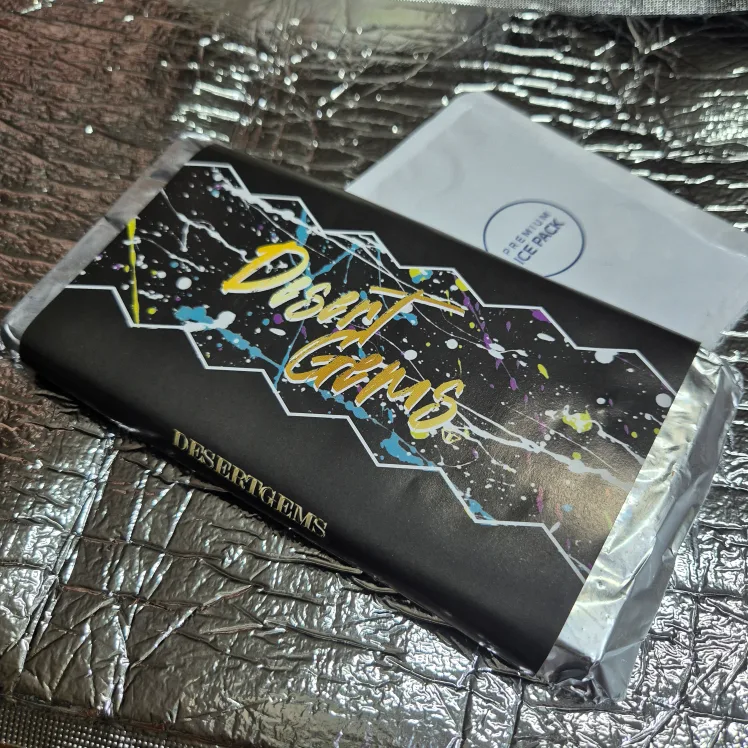 PREMIUM
ICE PACK
Desert
Gems
DESERTGEMS